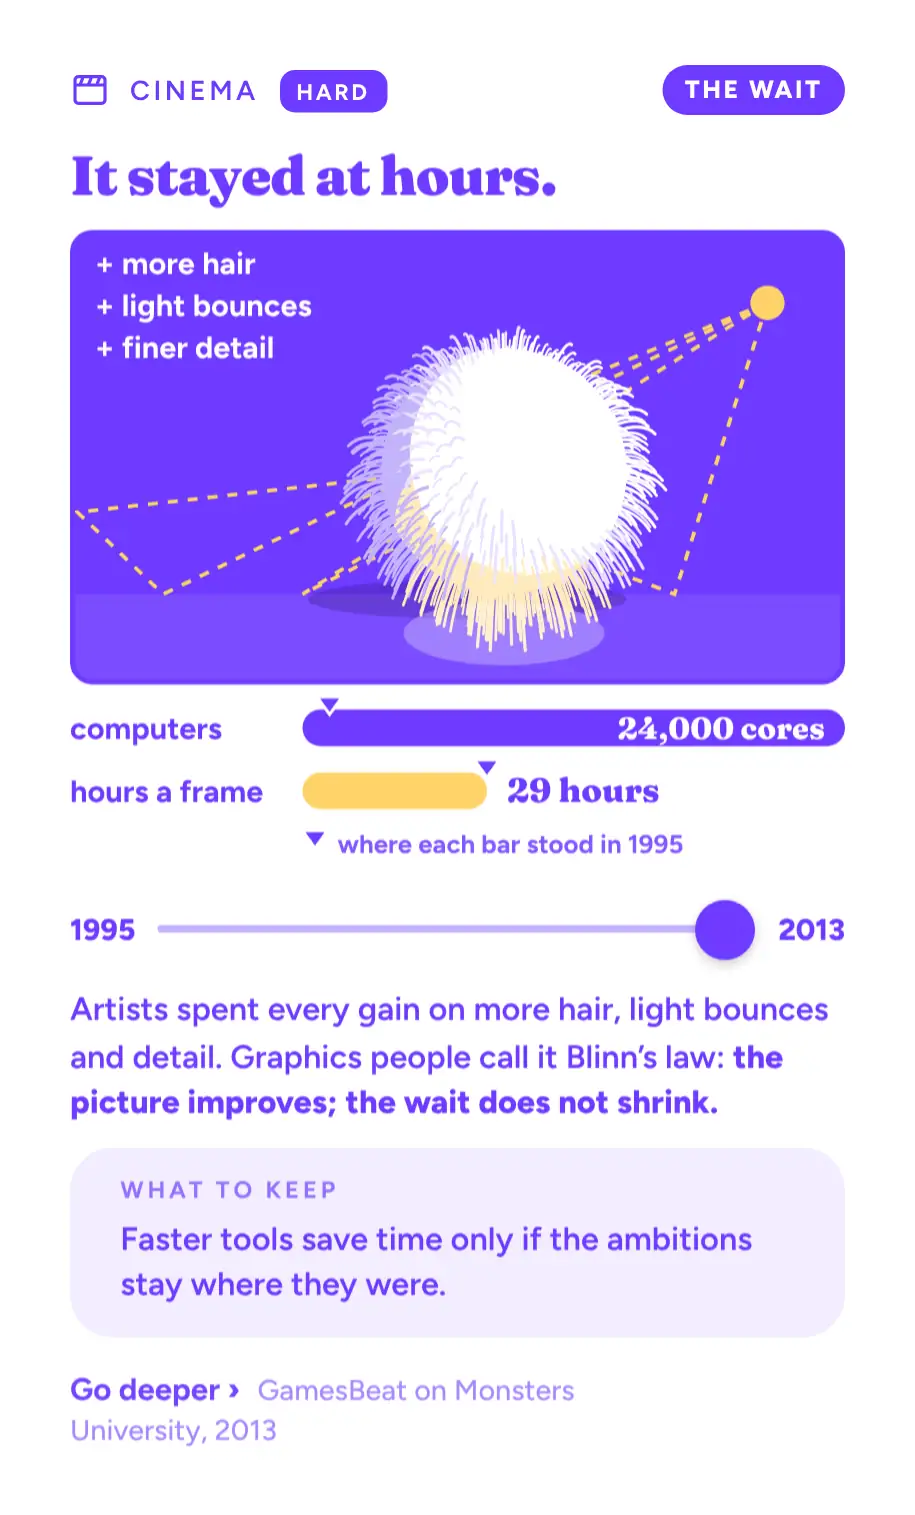 CINEMA HARD THE WAIT
It stayed at hours.
+ more hair
+ light bounces
+ finer detail
computers 24,000 cores
hours a frame 29 hours
where each bar stood in 1995
1995 2013
Artists spent every gain on more hair, light bounces
and detail. Graphics people call it Blinn’s law: the
picture improves; the wait does not shrink.
WHAT TO KEEP
Faster tools save time only if the ambitions
stay where they were.
Go deeper › GamesBeat on Monsters
University, 2013